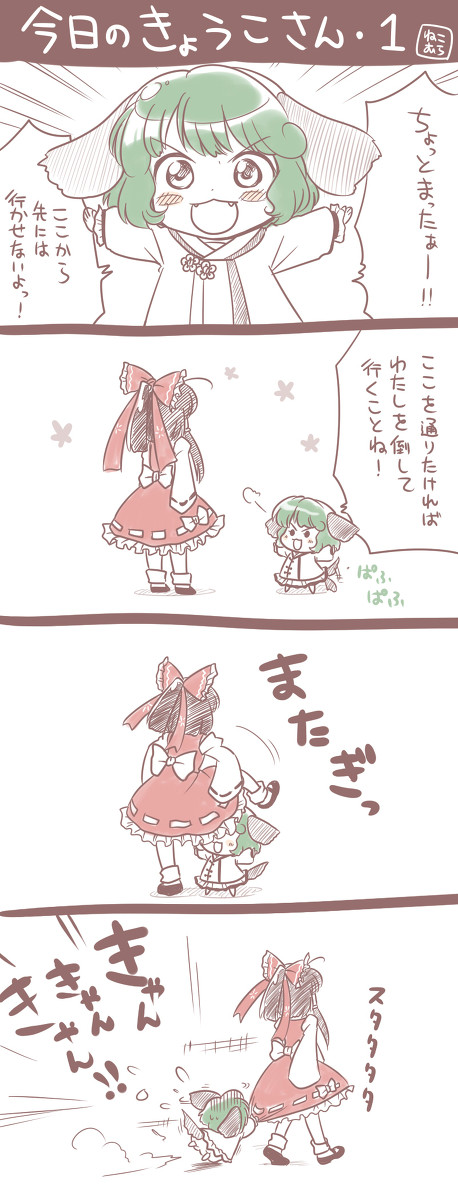 今日のきょうこさん・1
ねこ
むら
ちょっとまったぁー!!
ここから
先には
行かせないよっ!
ここを通りたければ
わたしを倒して
行くことね!
ぱふ
ぱふ
またぎっ
スタタタタ
きゃん
きゃん
きゃん!!